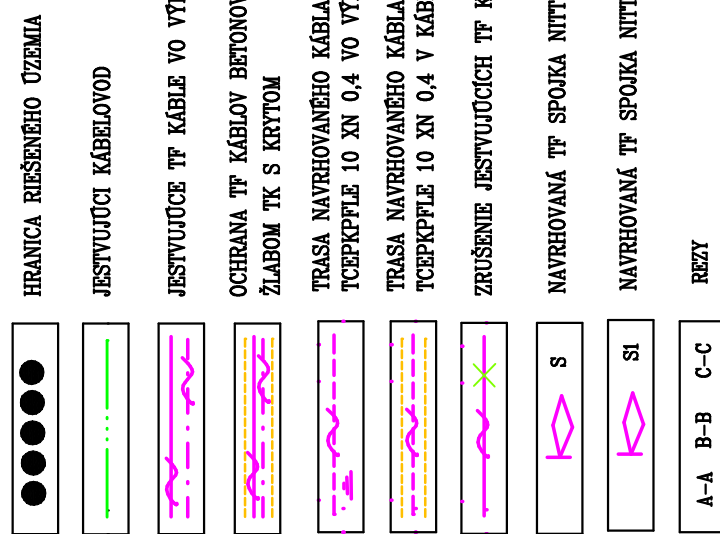 HRANICA RIEŠENÉHO ÚZEMIA
JESTVUJÚCI KÁBELOVOD
JESTVUJÚCE TF KÁBLE VO
OCHRANA TF KÁBLOV
ŽLABOM TK S KRYTOM
TRASA NAVRHOVANÉHO KÁBLA
TCEPKPFLE 10 XN 0,4 VO
TRASA NAVRHOVANÉHO KÁBLA
TCEPKPFLE 10 XN 0,4 V
ZRUŠENIE JESTVUJÚCÍCH TF
S NAVRHOVANÁ TF SPOJKA
S1 NAVRHOVANÁ TF SPOJKA
A-A B-B C-C REZY